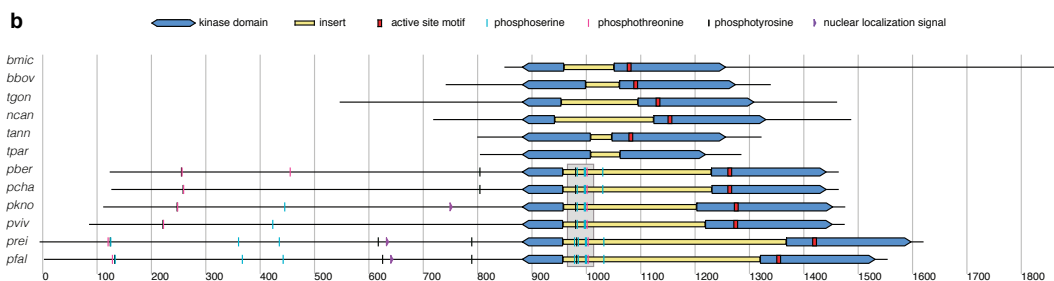 b
kinase domain insert active site motif phosphoserine phosphothreonine phosphotyrosine nuclear localization signal
bmic
bbov
tgon
ncan
tann
tpar
pber
pcha
pkno
pviv
prei
pfal
0 100 200 300 400 500 600 700 800 900 1000 1100 1200 1300 1400 1500 1600 1700 1800